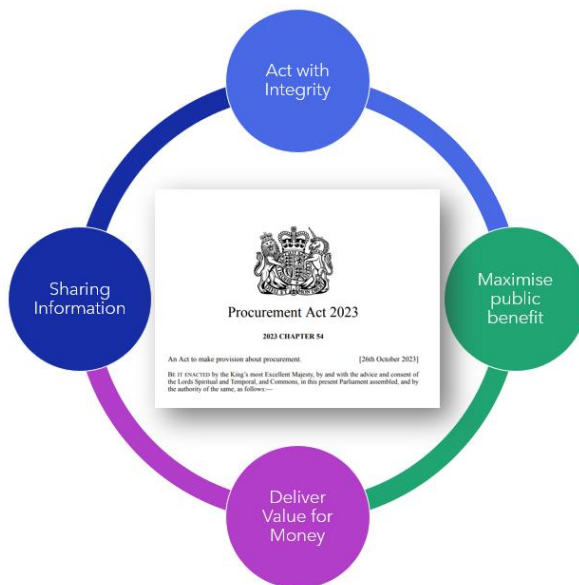 Act with
Integrity
Sharing
Information
Maximise
public
benefit
Procurement Act 2023
2023 CHAPTER 54
An Act to make provision about procurement. [26th October 2023]
BE IT ENACTED by the King's most Excellent Majesty, by and with the advice and consent of
the Lords Spiritual and Temporal, and Commons, in this present Parliament assembled, and by
the authority of the same, as follows:—
Deliver
Value for
Money